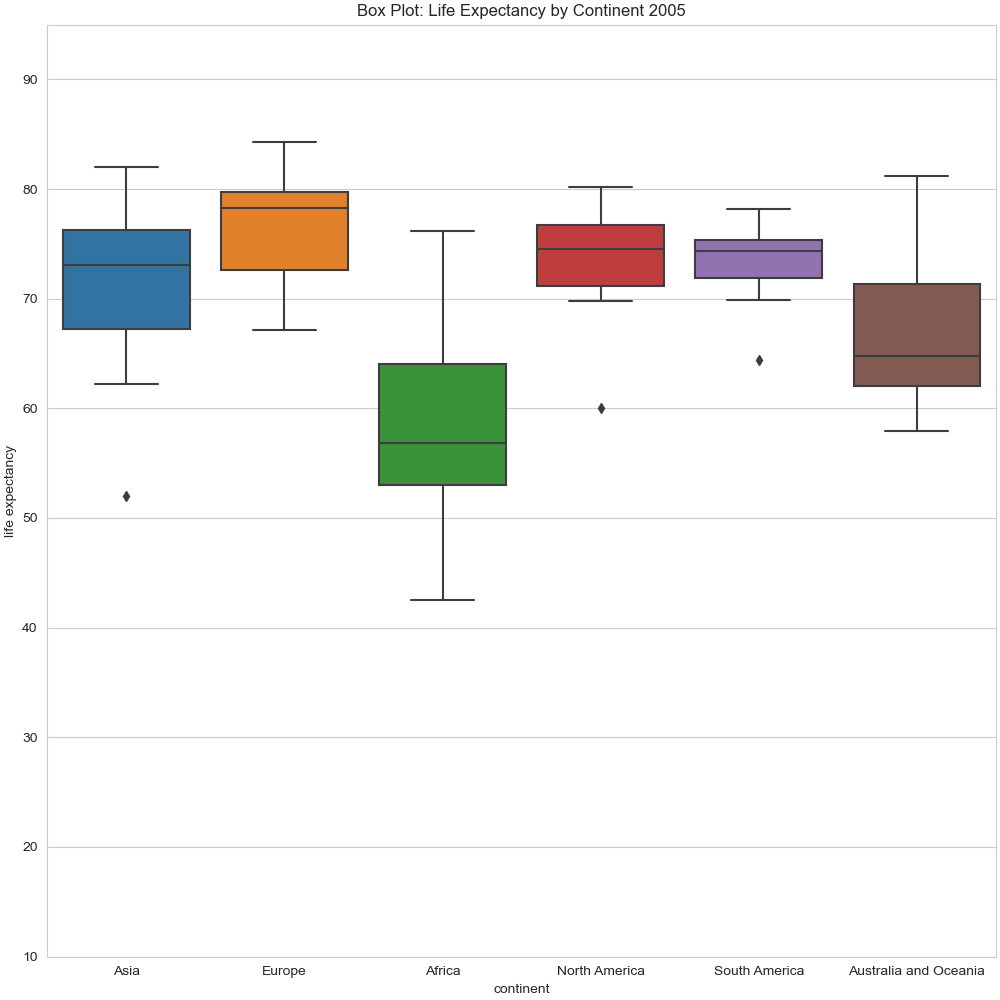 Box Plot: Life Expectancy by Continent 2005
life expectancy
90
80
70
60
50
40
30
20
10
Asia
Europe
Africa
North America
South America
Australia and Oceania
continent